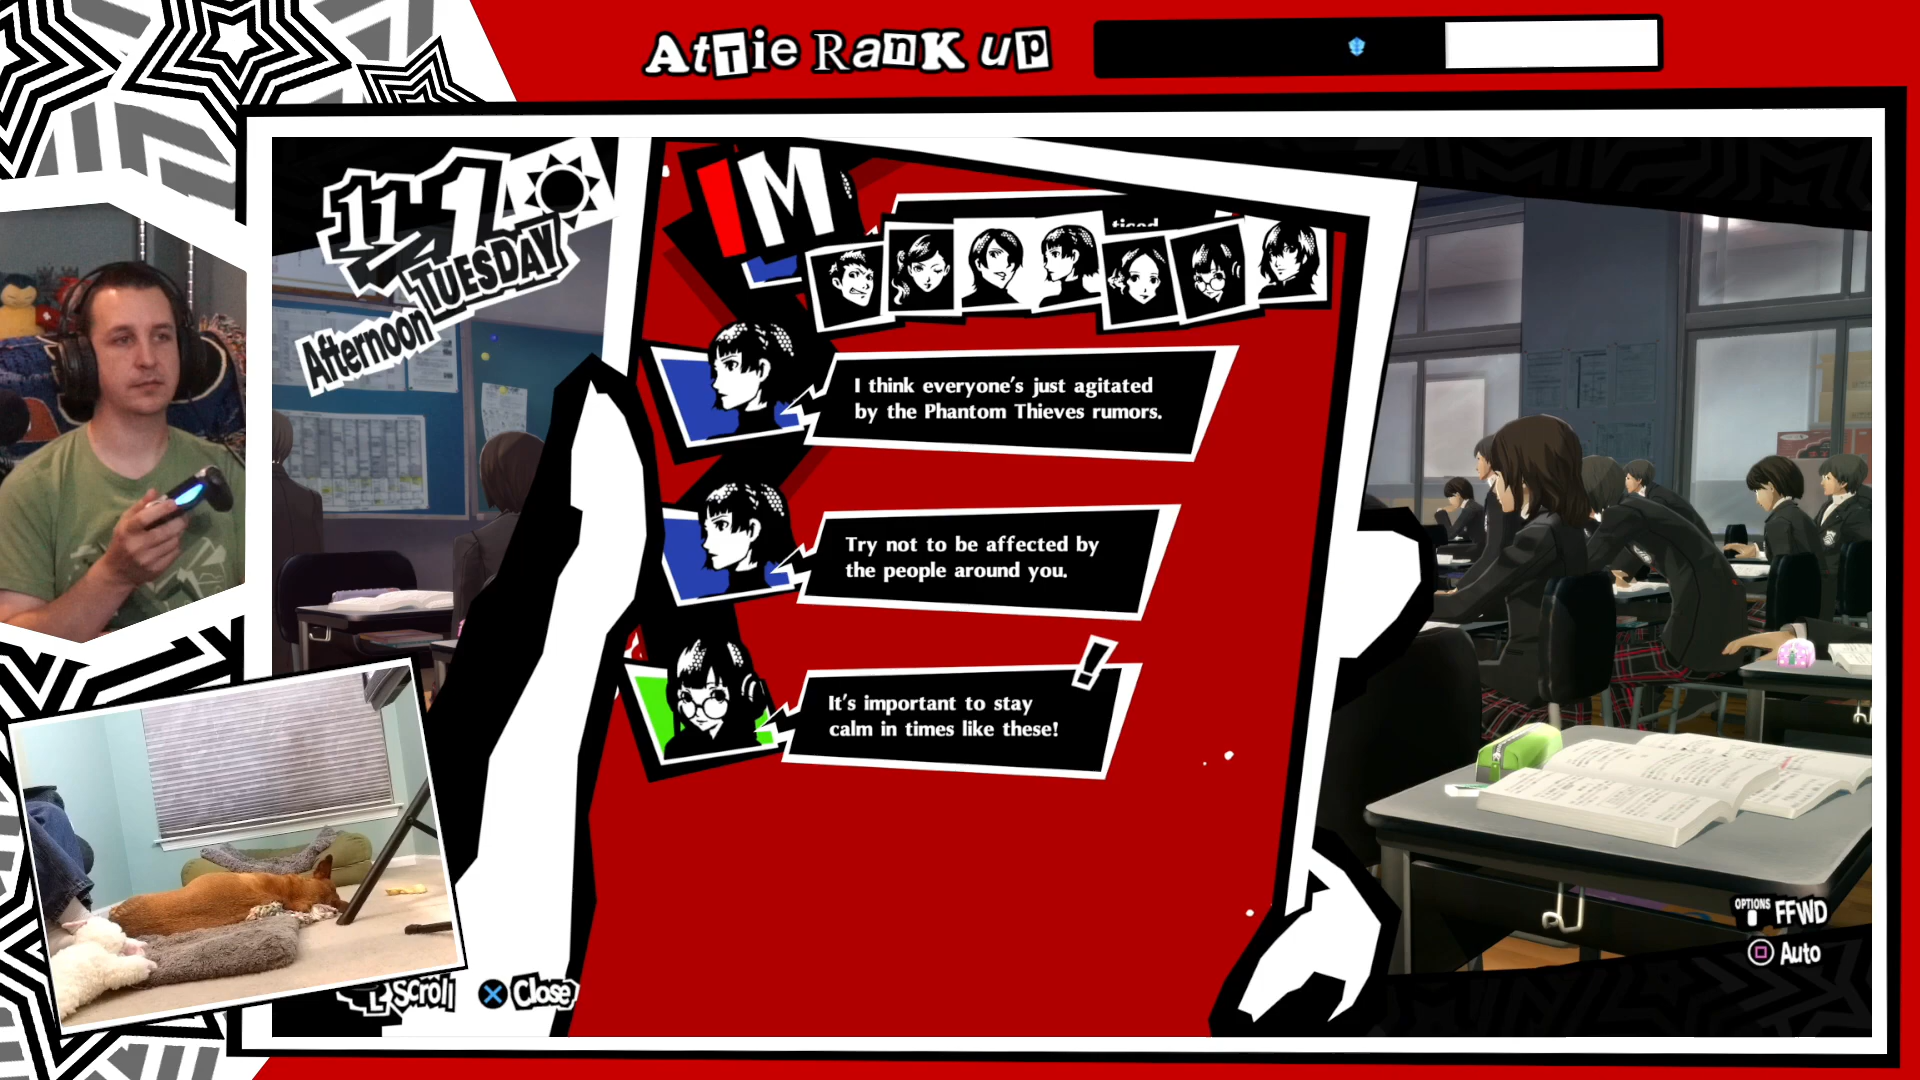 Attie Rank up
11/1
TUESDAY
Afternoon
IM
I think everyone's just agitated
by the Phantom Thieves rumors.
Try not to be affected by
the people around you.
It's important to stay
calm in times like these!
!
OPTIONS FFWD
Auto
L Scroll
Close